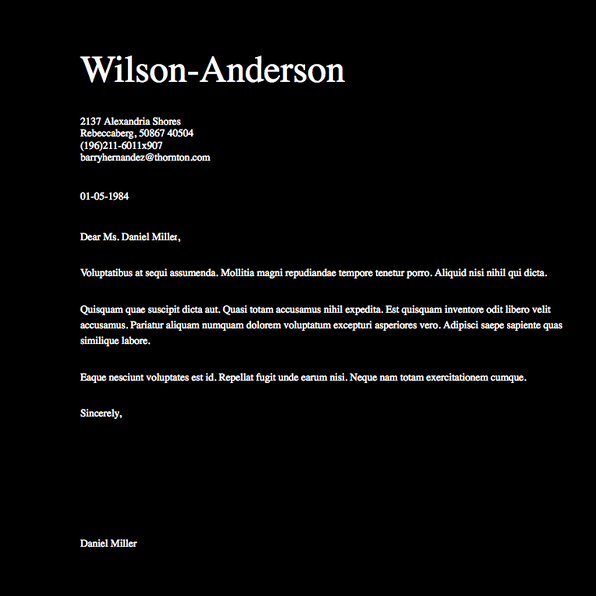 Wilson-Anderson
2137 Alexandria Shores
Rebeccaberg, 50867 40504
(196)211-6011x907
barryhernandez@thornton.com
01-05-1984
Dear Ms. Daniel Miller,
Voluptatibus at sequi assumenda. Mollitia magni repudiandae tempore tenetur porro. Aliquid nisi nihil qui dicta.
Quisquam quae suscipit dicta aut. Quasi totam accusamus nihil expedita. Est quisquam inventore odit libero velit
accusamus. Pariatur aliquam numquam dolorem voluptatum excepturi asperiores vero. Adipisci saepe sapiente quas
similique labore.
Eaque nesciunt voluptates est id. Repellat fugit unde earum nisi. Neque nam totam exercitationem cumque.
Sincerely,
Daniel Miller